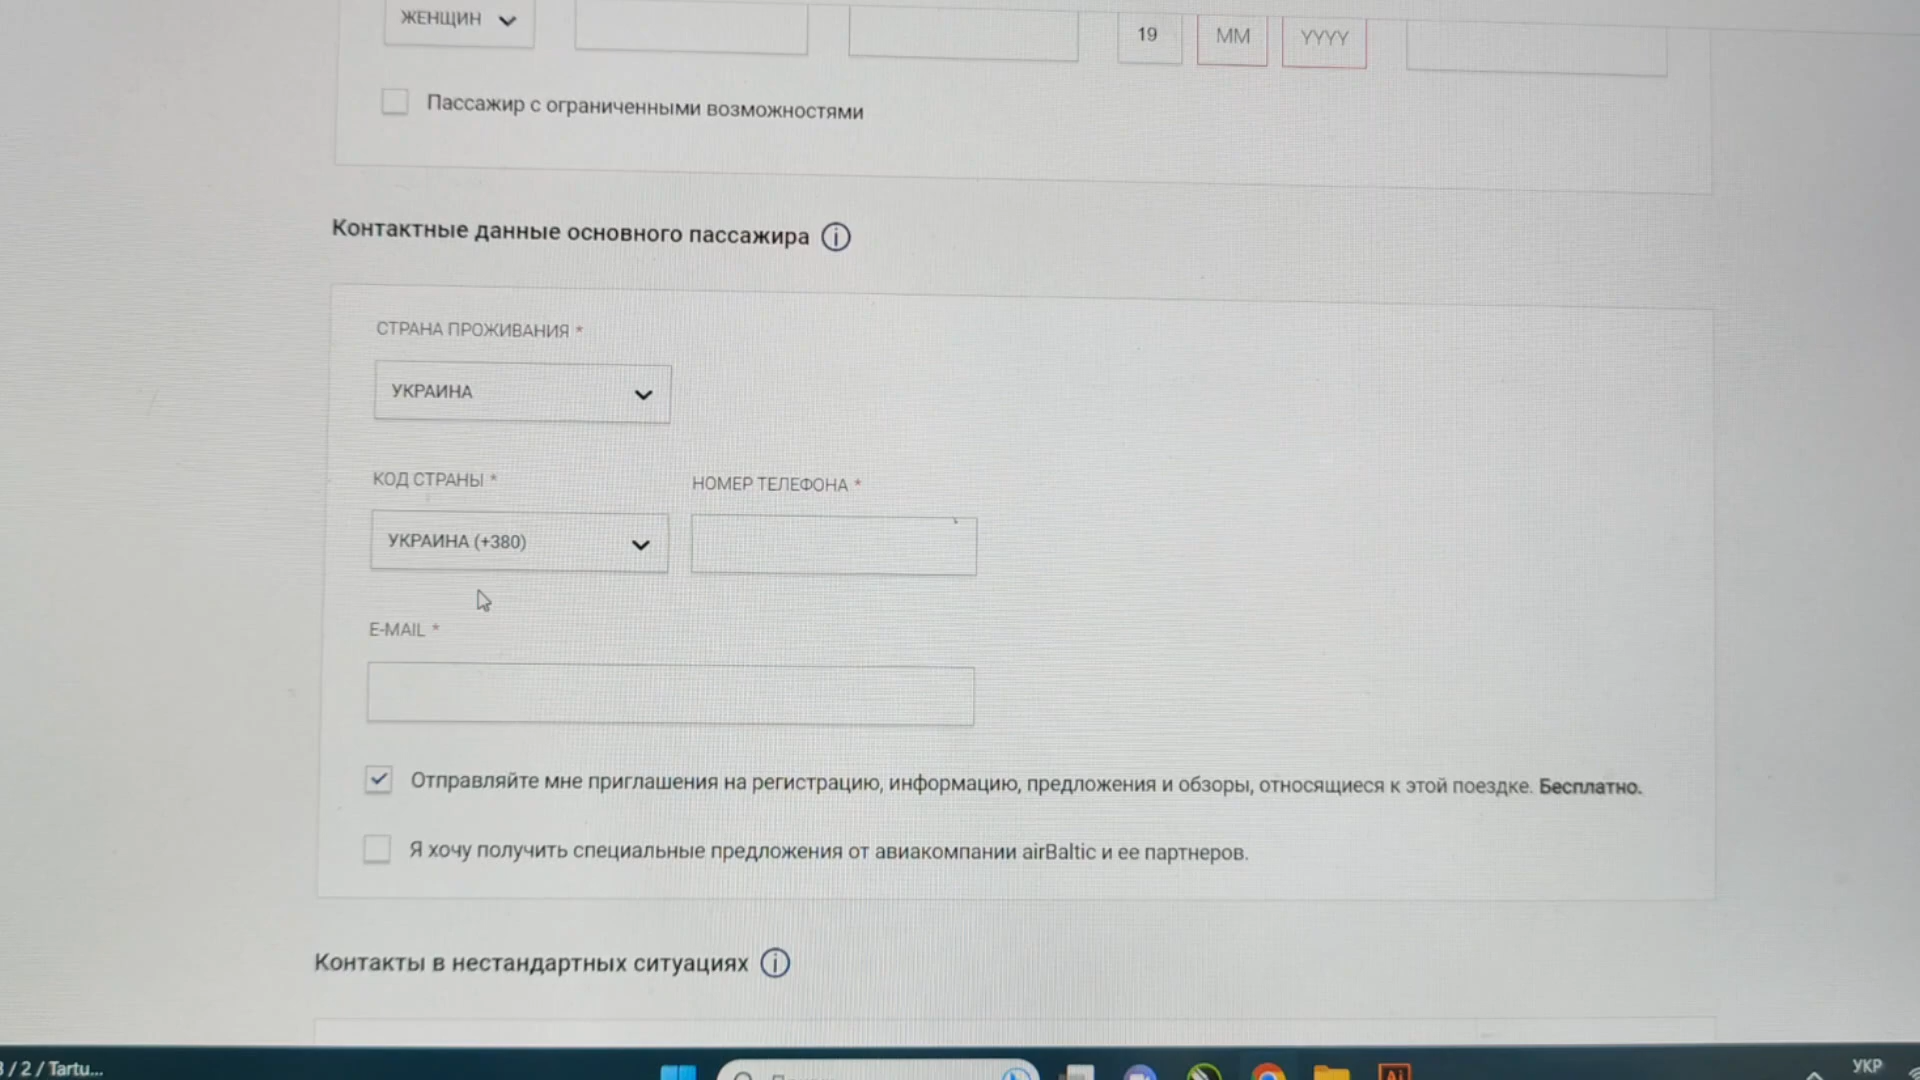 ЖЕНЩИН
19 MM YYYY
Пассажир с ограниченными возможностями
Контактные данные основного пассажира
СТРАНА ПРОЖИВАНИЯ *
УКРАИНА
КОД СТРАНЫ * НОМЕР ТЕЛЕФОНА *
УКРАИНА (+380)
E-MAIL *
Отправляйте мне приглашения на регистрацию, информацию, предложения и обзоры, относящиеся к этой поездке. Бесплатно.
Я хочу получить специальные предложения от авиакомпании airBaltic и ее партнеров.
Контакты в нестандартных ситуациях
/ 2 / Tartu...
Ai
УКР